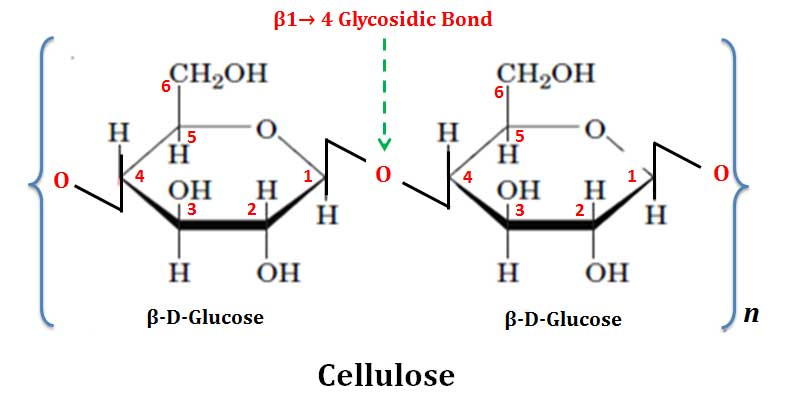 β1→ 4 Glycosidic Bond
6 CH₂OH 6 CH₂OH
H 5 O H 5 O
H H
O 4 1 O 4 1 O
OH H OH H
3 2 H 3 2 H
H OH H OH
β-D-Glucose β-D-Glucose n
Cellulose